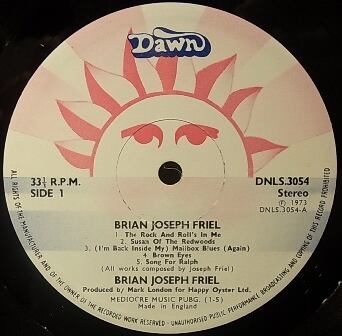 Dawn
ALL RIGHTS OF THE MANUFACTURER AND OF THE OWNER OF THE RECORDED WORK RESERVED - UNAUTHORISED PUBLIC PERFORMANCE BROADCASTING AND COPYING OF THIS RECORD PROHIBITED
33⅓ R.P.M.
SIDE 1
DNLS.3054
Stereo
Ⓟ 1973
DNLS.3054-A
BRIAN JOSEPH FRIEL
1. The Rock And Roll's In Me
2. Susan Of The Redwoods
3. (I'm Back Inside My) Mailbox Blues (Again)
4. Brown Eyes
5. Song For Ralph
(All works composed by Joseph Friel)
BRIAN JOSEPH FRIEL
Produced by Mark London for Happy Oyster Ltd.
MEDIOCRE MUSIC PUBG. (1-5)
Made in England